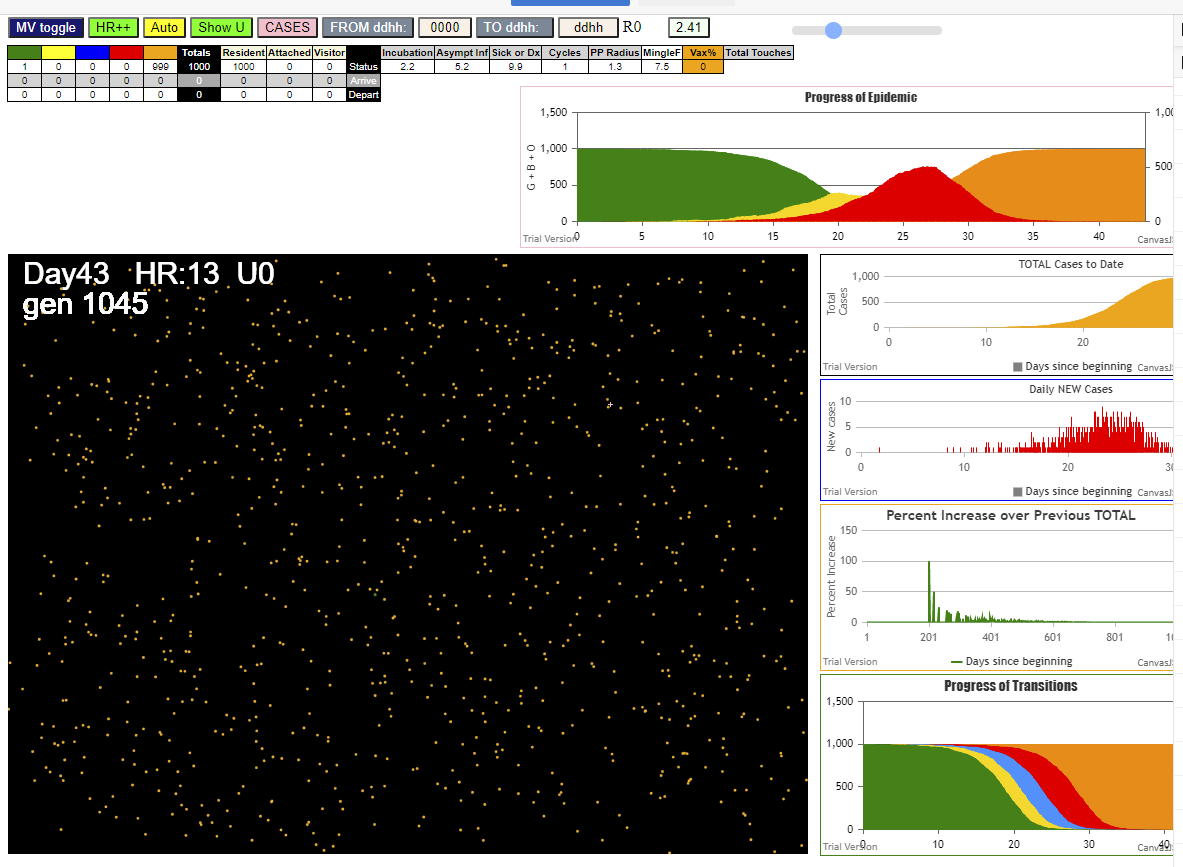 MV toggle HR++ Auto Show U CASES FROM ddhh: 0000 TO ddhh: ddhh R0 2.41
Totals Resident Attached Visitor Incubation Asympt Inf Sick or Dx Cycles PP Radius MingleF Vax% Total Touches
1 0 0 0 999 1000 1000 0 0 Status 2.2 5.2 9.9 1 1.3 7.5 0
0 0 0 0 0 0 0 0 0 Arrive
0 0 0 0 0 0 0 0 0 Depart
Progress of Epidemic
1,500 1,0
1,000
G + B + O
500 500
0 0
0 5 10 15 20 25 30 35 40
Trial Version CanvasJS
Day43 HR:13 U0
gen 1045
TOTAL Cases to Date
Total
Cases
1,000
500
0
0 10 20
Days since beginning
Trial Version CanvasJ
Daily NEW Cases
New cases
10
5
0
0 10 20 30
Days since beginning
Trial Version CanvasJ
Percent Increase over Previous TOTAL
Percent Increase
150
100
50
0
1 201 401 601 801 10
Days since beginning
Trial Version CanvasJ
Progress of Transitions
1,500
1,000
500
0
0 10 20 30 40
Trial Version CanvasJ